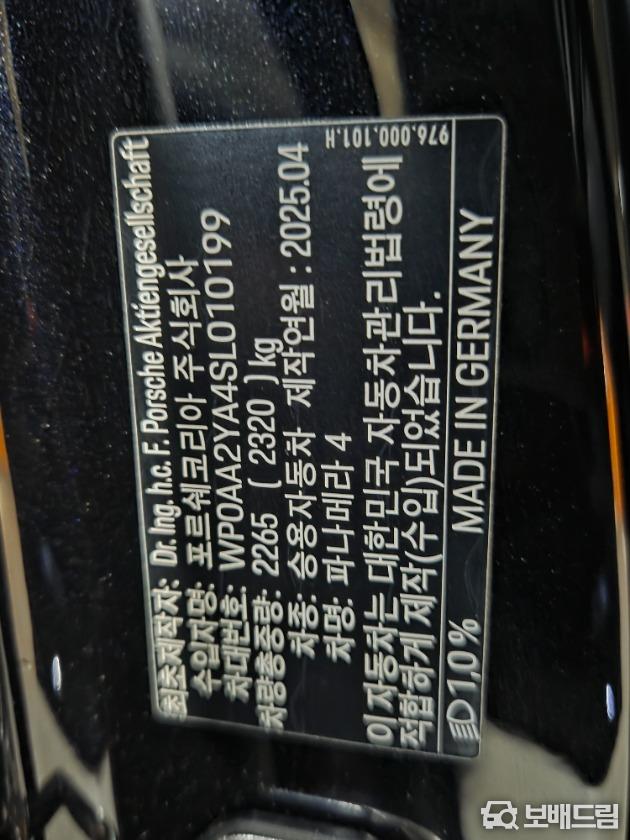 976.000.101.H
최초제작자: Dr. Ing. h.c. F. Porsche Aktiengesellschaft
수입자명: 포르쉐코리아 주식회사
차대번호: WP0AA2YA4SL010199
차량총중량: 2265 ( 2320 ) kg
차종: 승용자동차 제작연월 : 2025.04
차명: 파나메라 4
이 자동차는 대한민국 자동차관리법령에
적합하게 제작(수입)되었습니다.
1,0% MADE IN GERMANY
보배드림